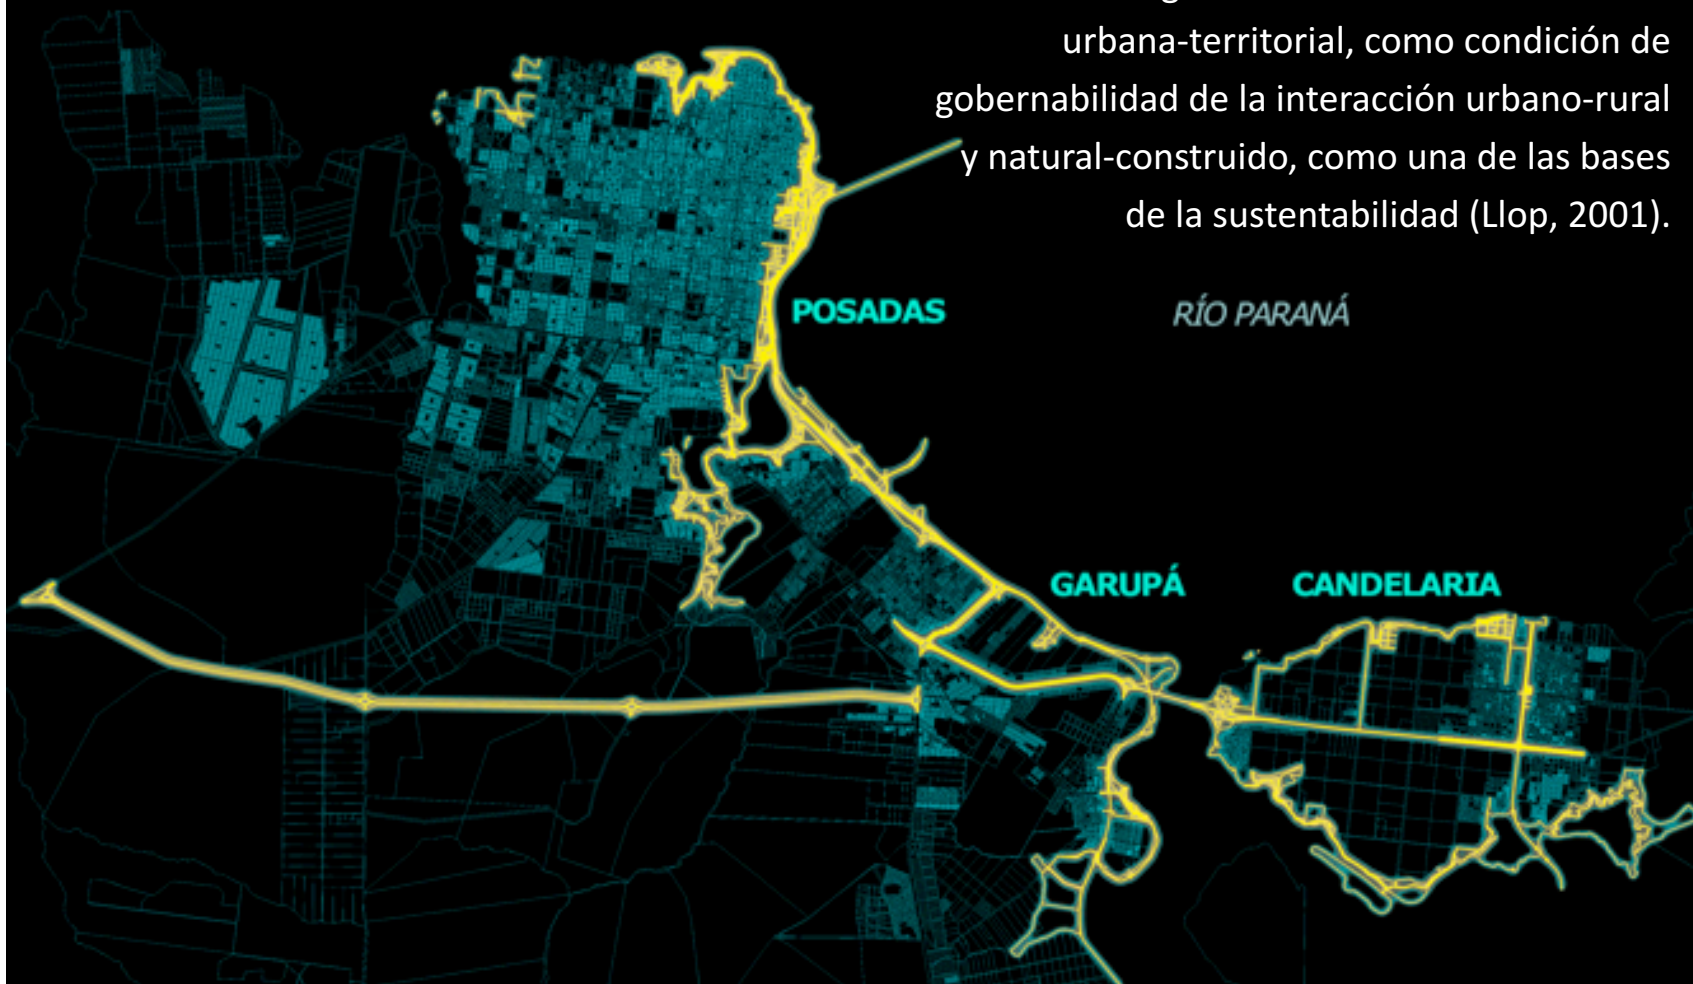 urbana-territorial, como condición de
gobernabilidad de la interacción urbano-rural
y natural-construido, como una de las bases
de la sustentabilidad (Llop, 2001).
POSADAS
RÍO PARANÁ
GARUPÁ
CANDELARIA